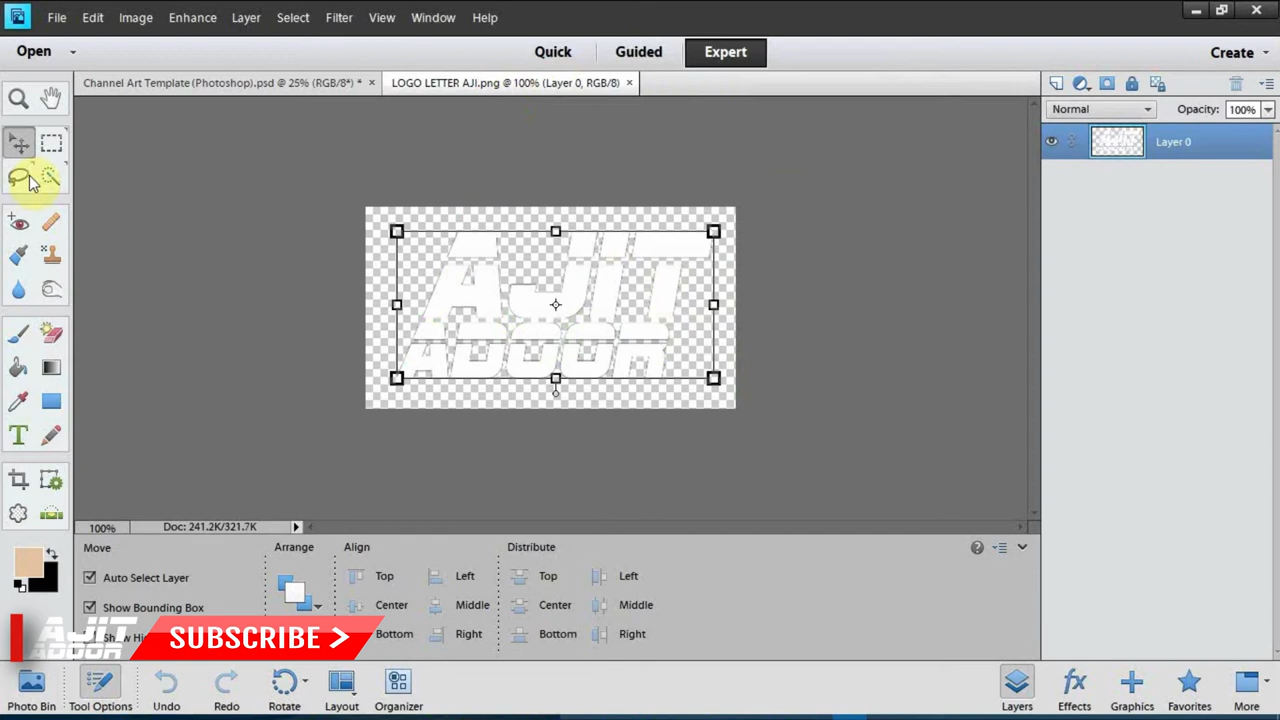 File Edit Image Enhance Layer Select Filter View Window Help
Open Quick Guided Expert Create
Channel Art Template (Photoshop).psd @ 25% (RGB/8*) * × LOGO LETTER AJI.png @ 100% (Layer 0, RGB/8) ×
Normal Opacity: 100%
Layer 0
AJIT
ADOOR
100% Doc: 241.2K/321.7K
Move Arrange Align Distribute
Auto Select Layer Top Left Top Left
Show Bounding Box Center Middle Center Middle
Show Hi Bottom Right Bottom Right
AJIT
ADOOR
SUBSCRIBE >
Photo Bin Tool Options Undo Redo Rotate Layout Organizer Layers Effects Graphics Favorites More